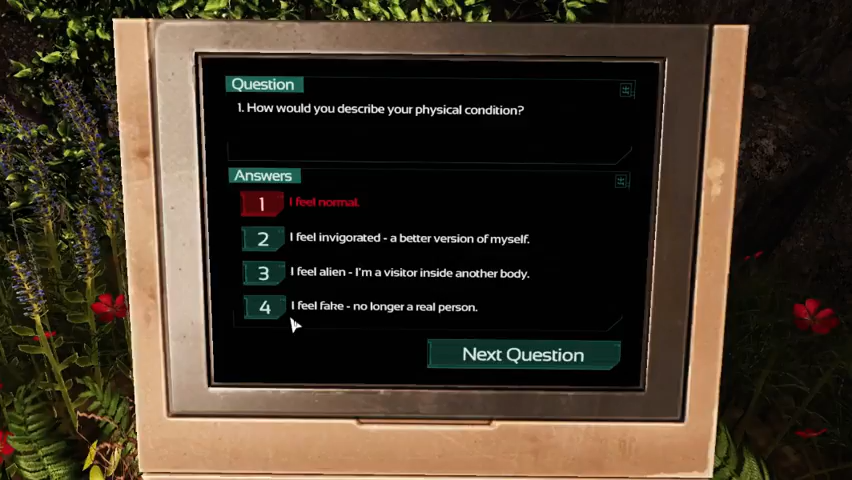 Question
1. How would you describe your physical condition?
Answers
1 I feel normal.
2 I feel invigorated - a better version of myself.
3 I feel alien - I'm a visitor inside another body.
4 I feel fake - no longer a real person.
Next Question